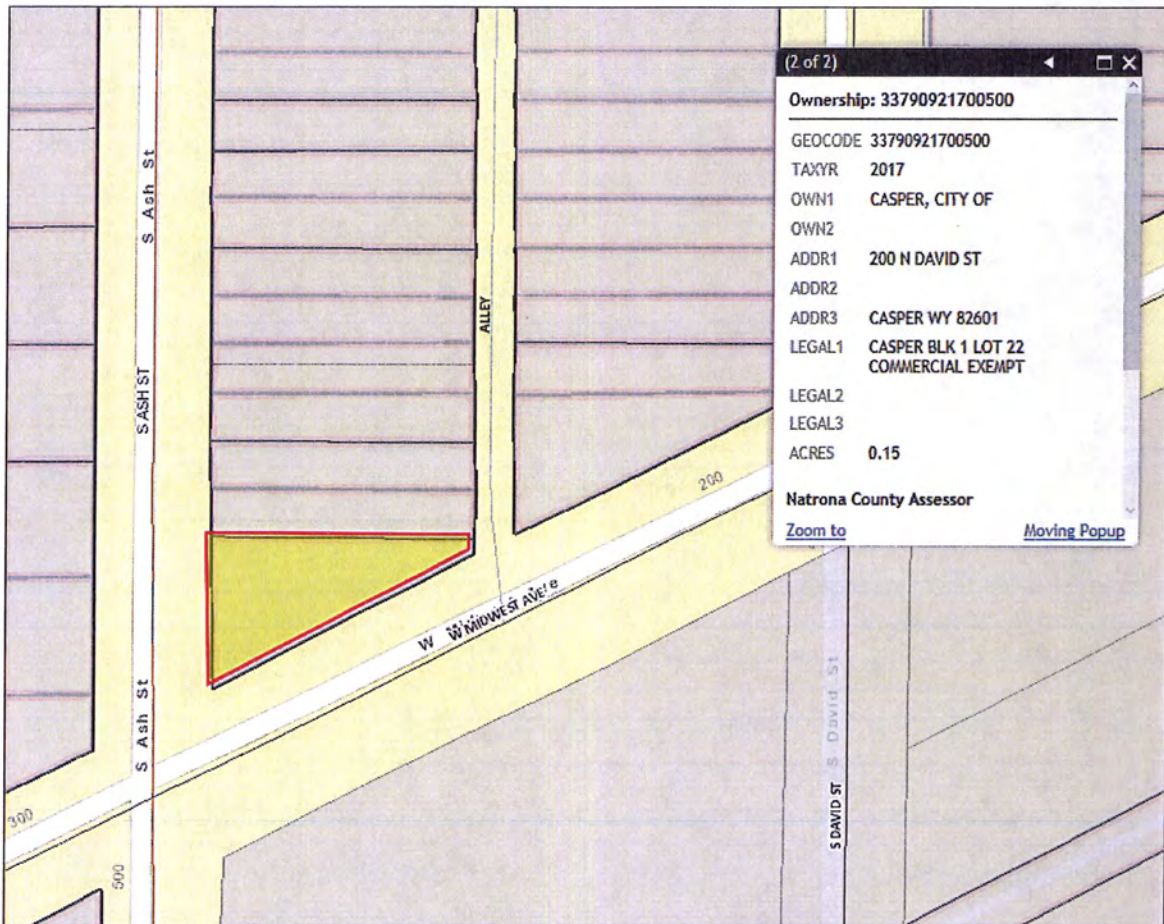 (2 of 2)
Ownership: 33790921700500
GEOCODE 33790921700500
TAXYR 2017
OWN1 CASPER, CITY OF
OWN2
ADDR1 200 N DAVID ST
ADDR2
ADDR3 CASPER WY 82601
LEGAL1 CASPER BLK 1 LOT 22
COMMERCIAL EXEMPT
LEGAL2
LEGAL3
ACRES 0.15
Natrona County Assessor
Zoom to Moving Popup
S Ash St
ALLEY
S ASH ST
200
W W MIDWEST AVE
S Ash St
S David St
S DAVID ST
300
500